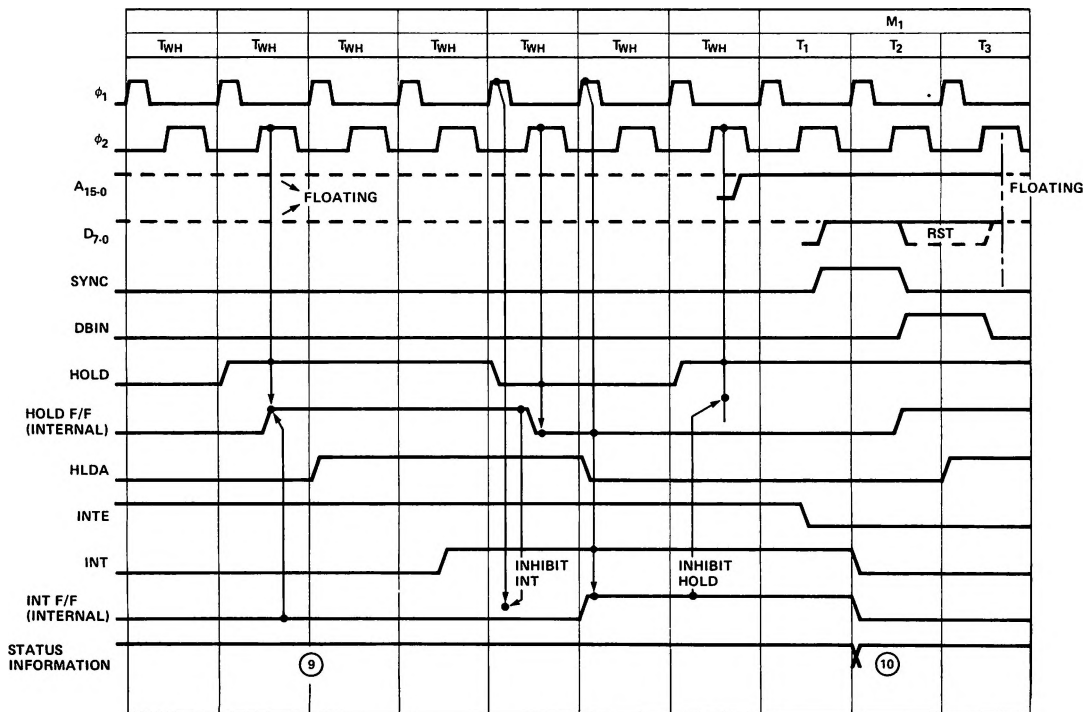 M1
TWH TWH TWH TWH TWH TWH TWH T1 T2 T3
ϕ1
ϕ2
A15-0
FLOATING
FLOATING
D7-0
RST
SYNC
DBIN
HOLD
HOLD F/F
(INTERNAL)
HLDA
INTE
INT
INHIBIT
INT
INHIBIT
HOLD
INT F/F
(INTERNAL)
STATUS
INFORMATION
9
10